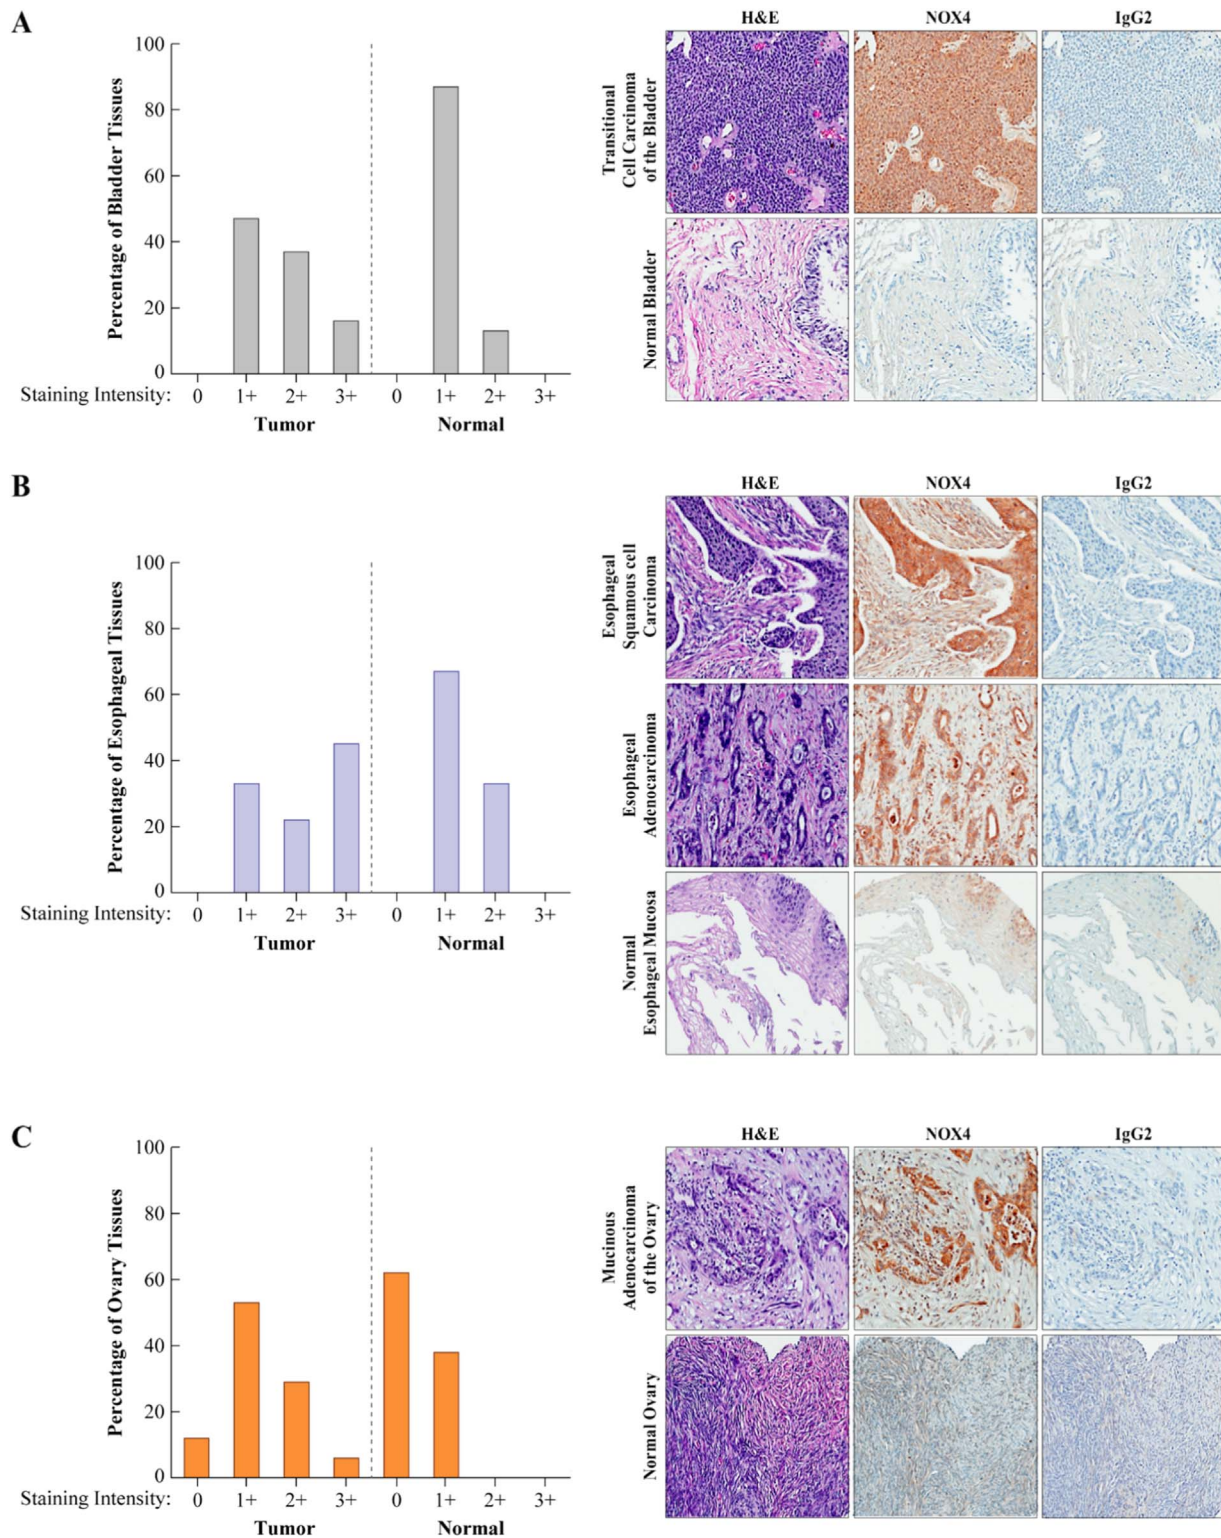 A
100
80
60
40
20
0
Percentage of Bladder Tissues
Staining Intensity: 0 1+ 2+ 3+ 0 1+ 2+ 3+
Tumor Normal
H&E NOX4 IgG2
Transitional
Cell Carcinoma
of the Bladder
Normal Bladder
B
100
80
60
40
20
0
Percentage of Esophageal Tissues
Staining Intensity: 0 1+ 2+ 3+ 0 1+ 2+ 3+
Tumor Normal
H&E NOX4 IgG2
Esophageal
Squamous cell
Carcinoma
Esophageal
Adenocarcinoma
Normal
Esophageal Mucosa
C
100
80
60
40
20
0
Percentage of Ovary Tissues
Staining Intensity: 0 1+ 2+ 3+ 0 1+ 2+ 3+
Tumor Normal
H&E NOX4 IgG2
Mucinous
Adenocarcinoma
of the Ovary
Normal Ovary